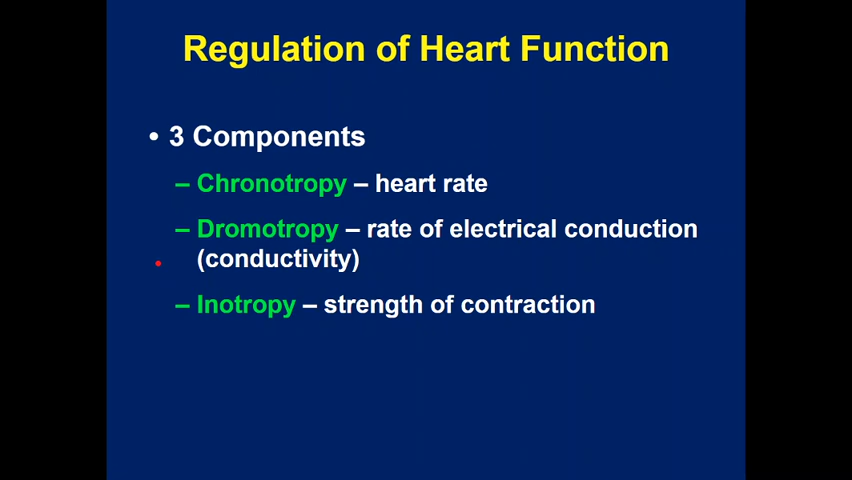 Regulation of Heart Function
• 3 Components
– Chronotropy – heart rate
– Dromotropy – rate of electrical conduction
(conductivity)
– Inotropy – strength of contraction